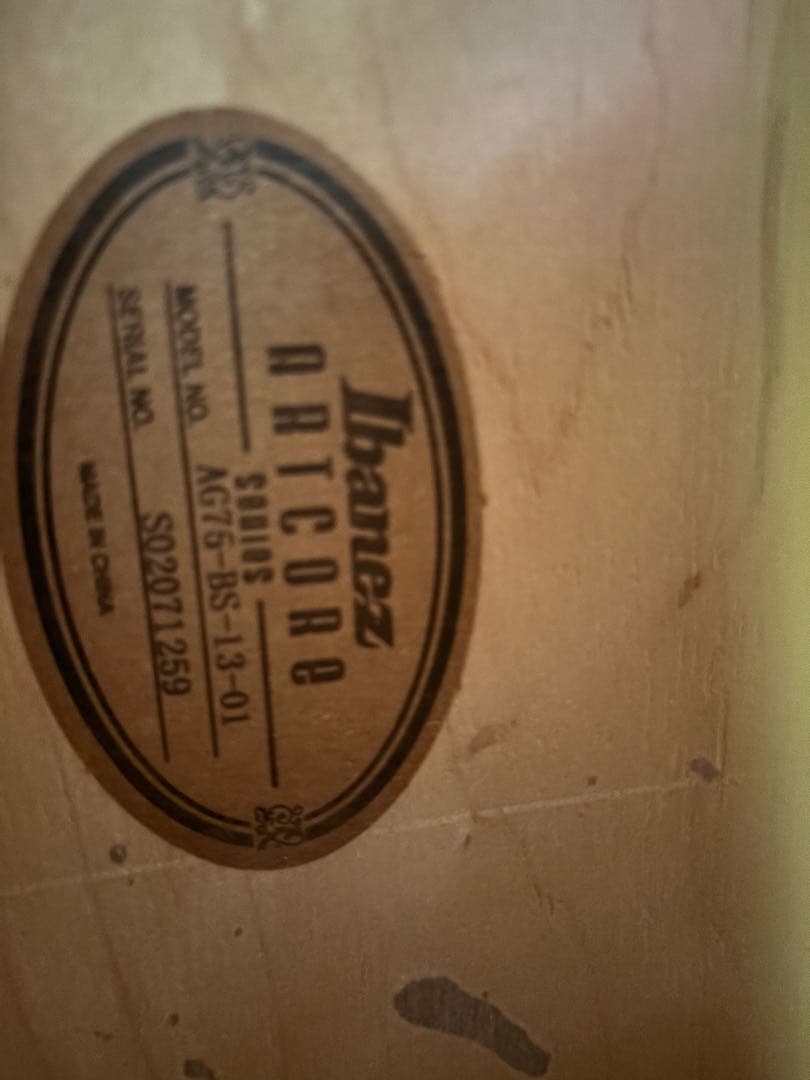 Ibanez
ARTCORE
SERIES
MODEL NO. AG75-BS-13-01
SERIAL NO. S02071259
MADE IN CHINA